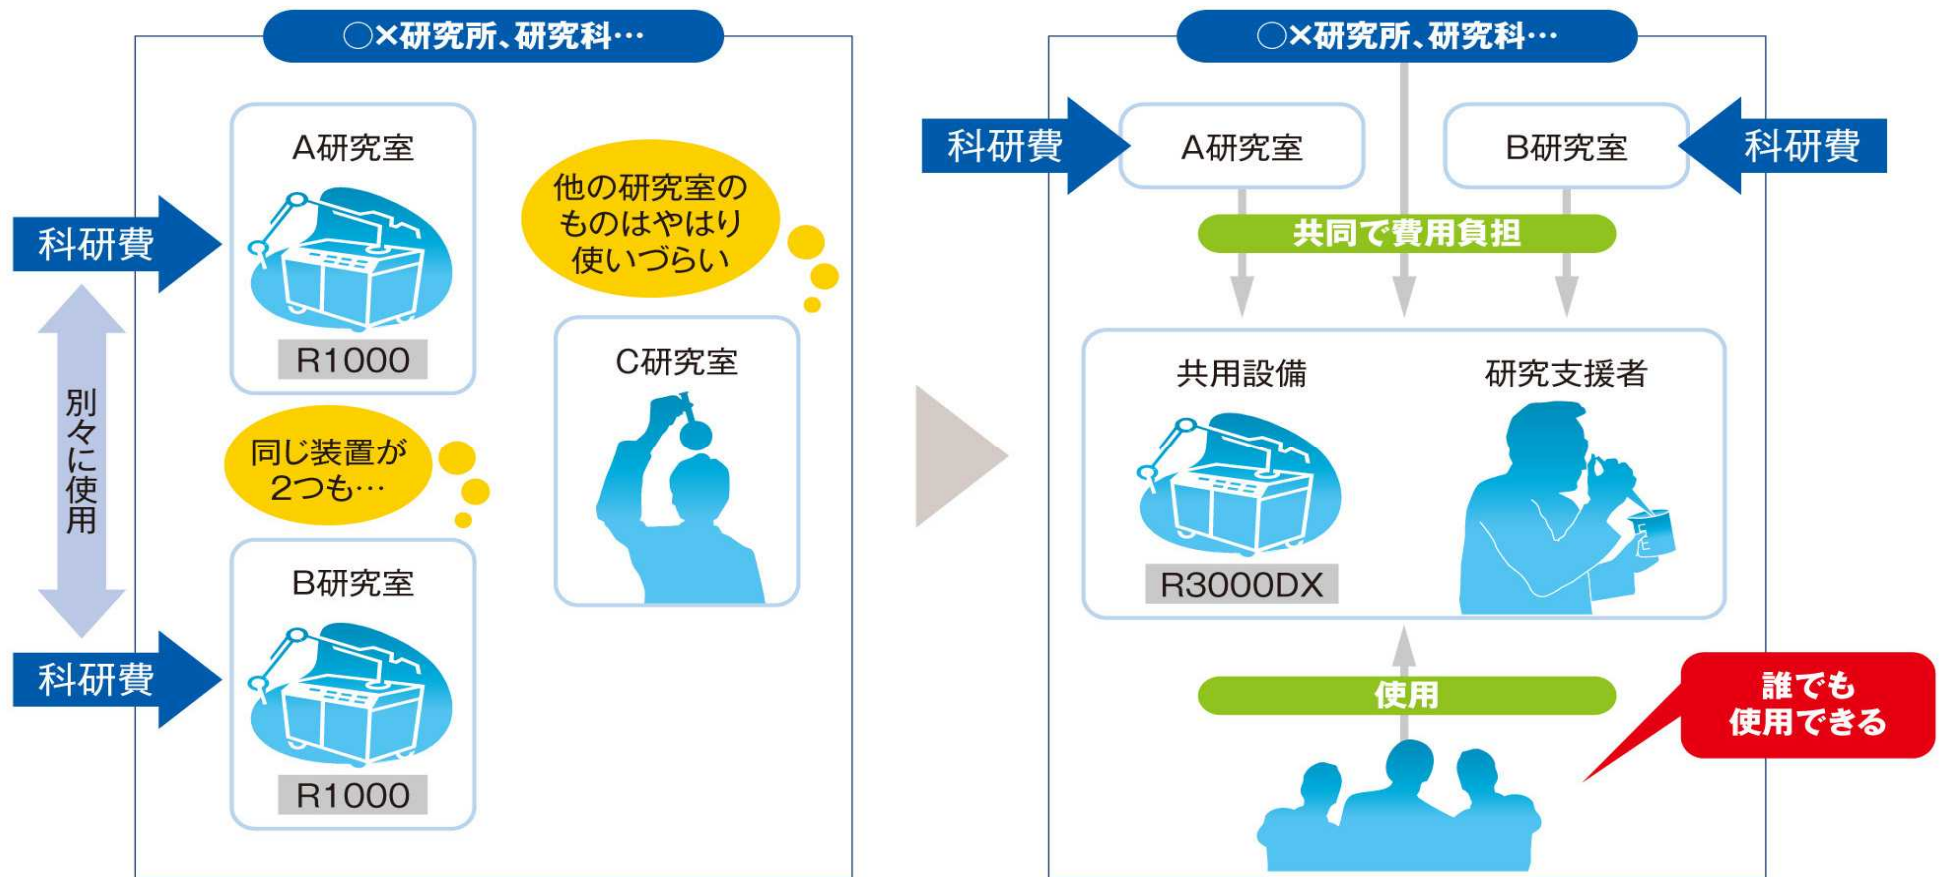 ○×研究所、研究科…
A研究室
科研費
R1000
他の研究室の
ものはやはり
使いづらい
C研究室
別々に使用
同じ装置が
2つも…
B研究室
科研費
R1000
○×研究所、研究科…
科研費
A研究室
B研究室
科研費
共同で費用負担
共用設備
研究支援者
R3000DX
使用
誰でも
使用できる